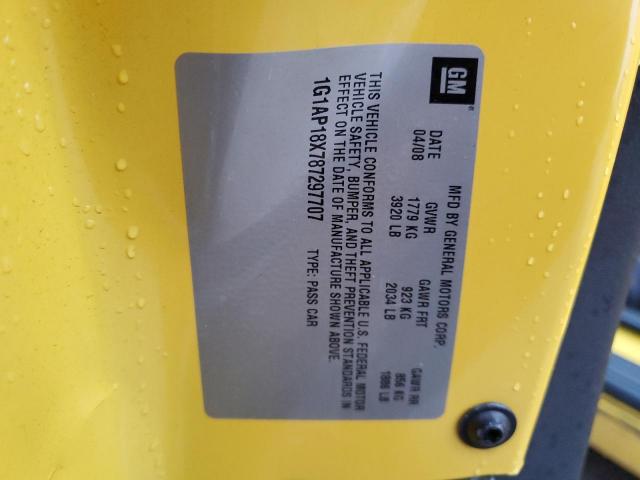 GM
MFD BY GENERAL MOTORS CORP.
DATE GVWR GAWR FRT GAWR RR
04/08 1779 KG 923 KG 856 KG
3920 LB 2034 LB 1886 LB
THIS VEHICLE CONFORMS TO ALL APPLICABLE U.S. FEDERAL MOTOR
VEHICLE SAFETY, BUMPER, AND THEFT PREVENTION STANDARDS IN
EFFECT ON THE DATE OF MANUFACTURE SHOWN ABOVE.
1G1AP18X787297707 TYPE: PASS CAR